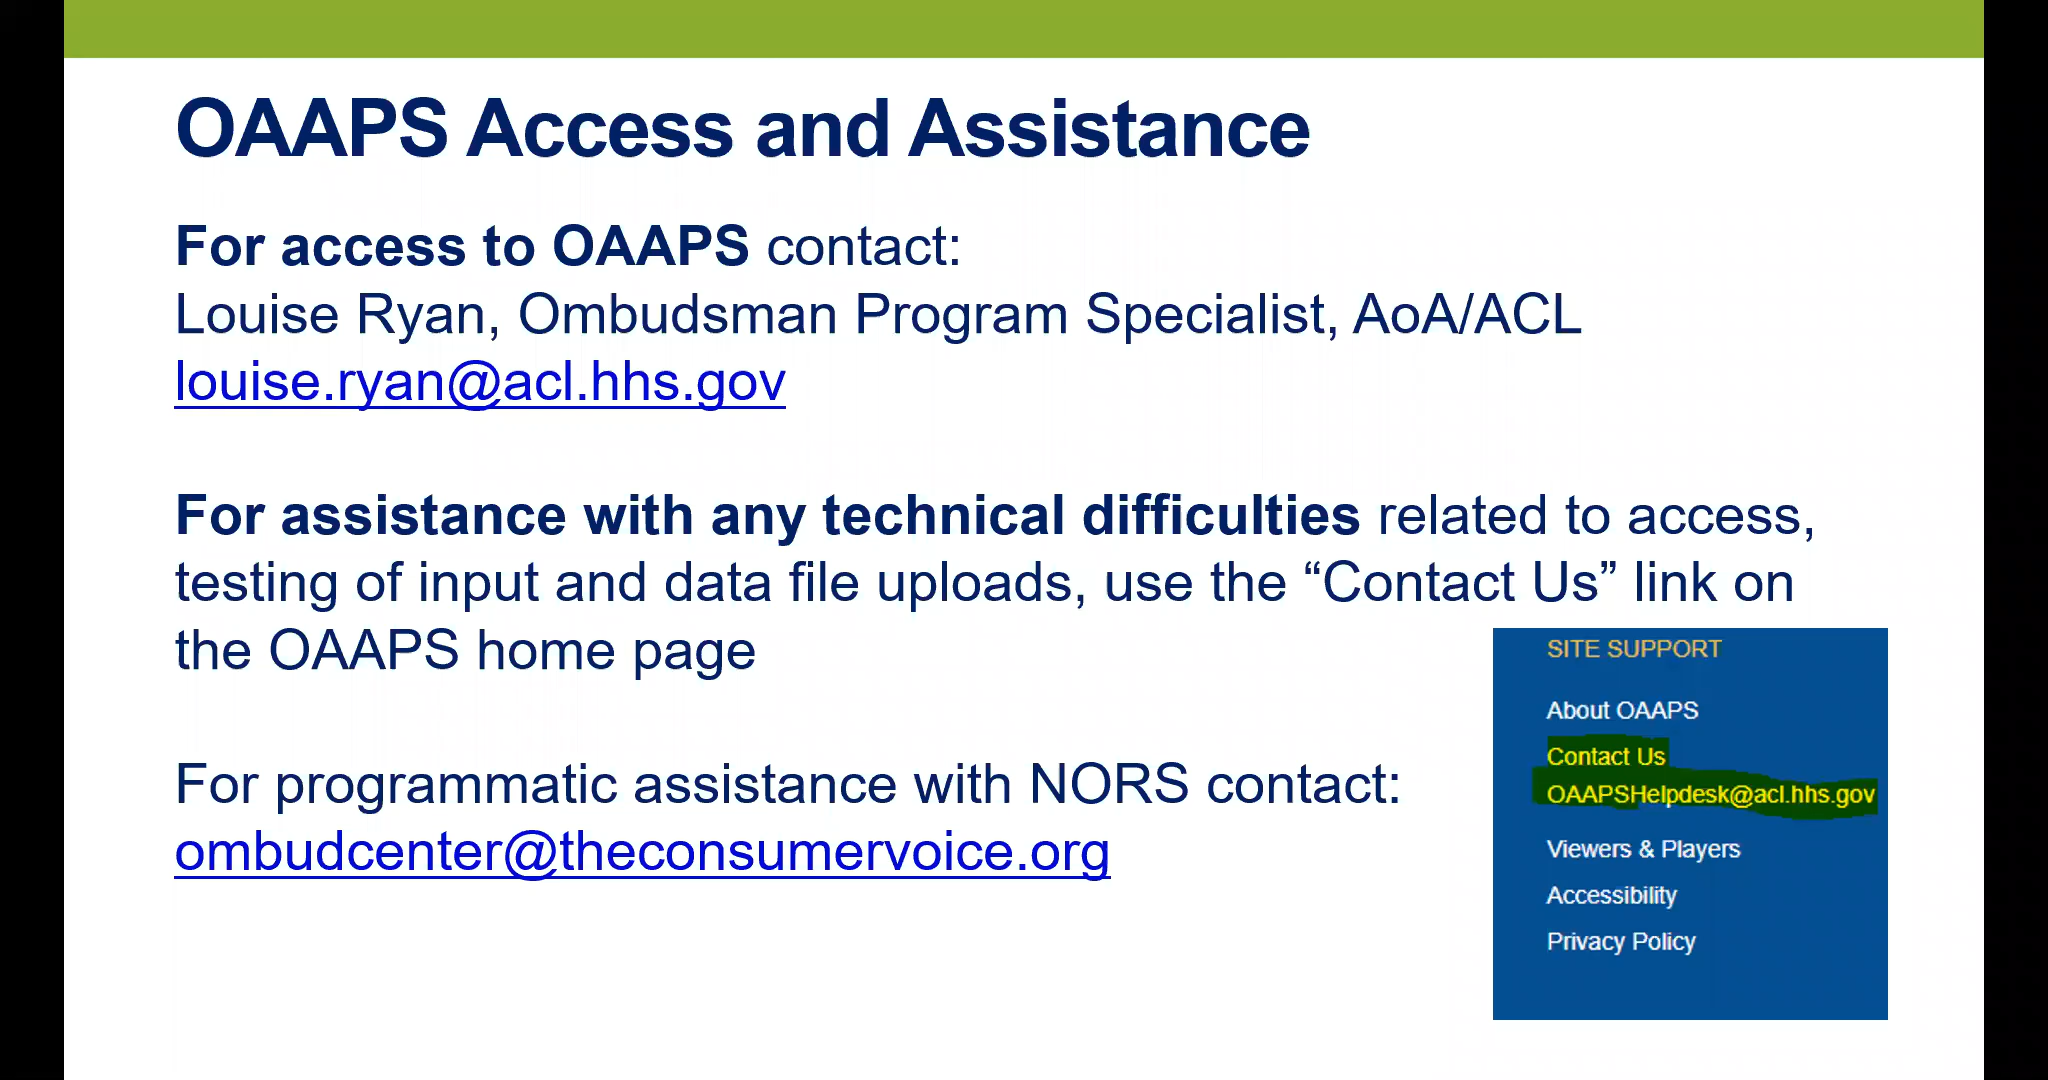 OAAPS Access and Assistance
For access to OAAPS contact:
Louise Ryan, Ombudsman Program Specialist, AoA/ACL
louise.ryan@acl.hhs.gov
For assistance with any technical difficulties related to access,
testing of input and data file uploads, use the “Contact Us” link on
the OAAPS home page
For programmatic assistance with NORS contact:
ombudcenter@theconsumervoice.org
SITE SUPPORT
About OAAPS
Contact Us
OAAPSHelpdesk@acl.hhs.gov
Viewers & Players
Accessibility
Privacy Policy